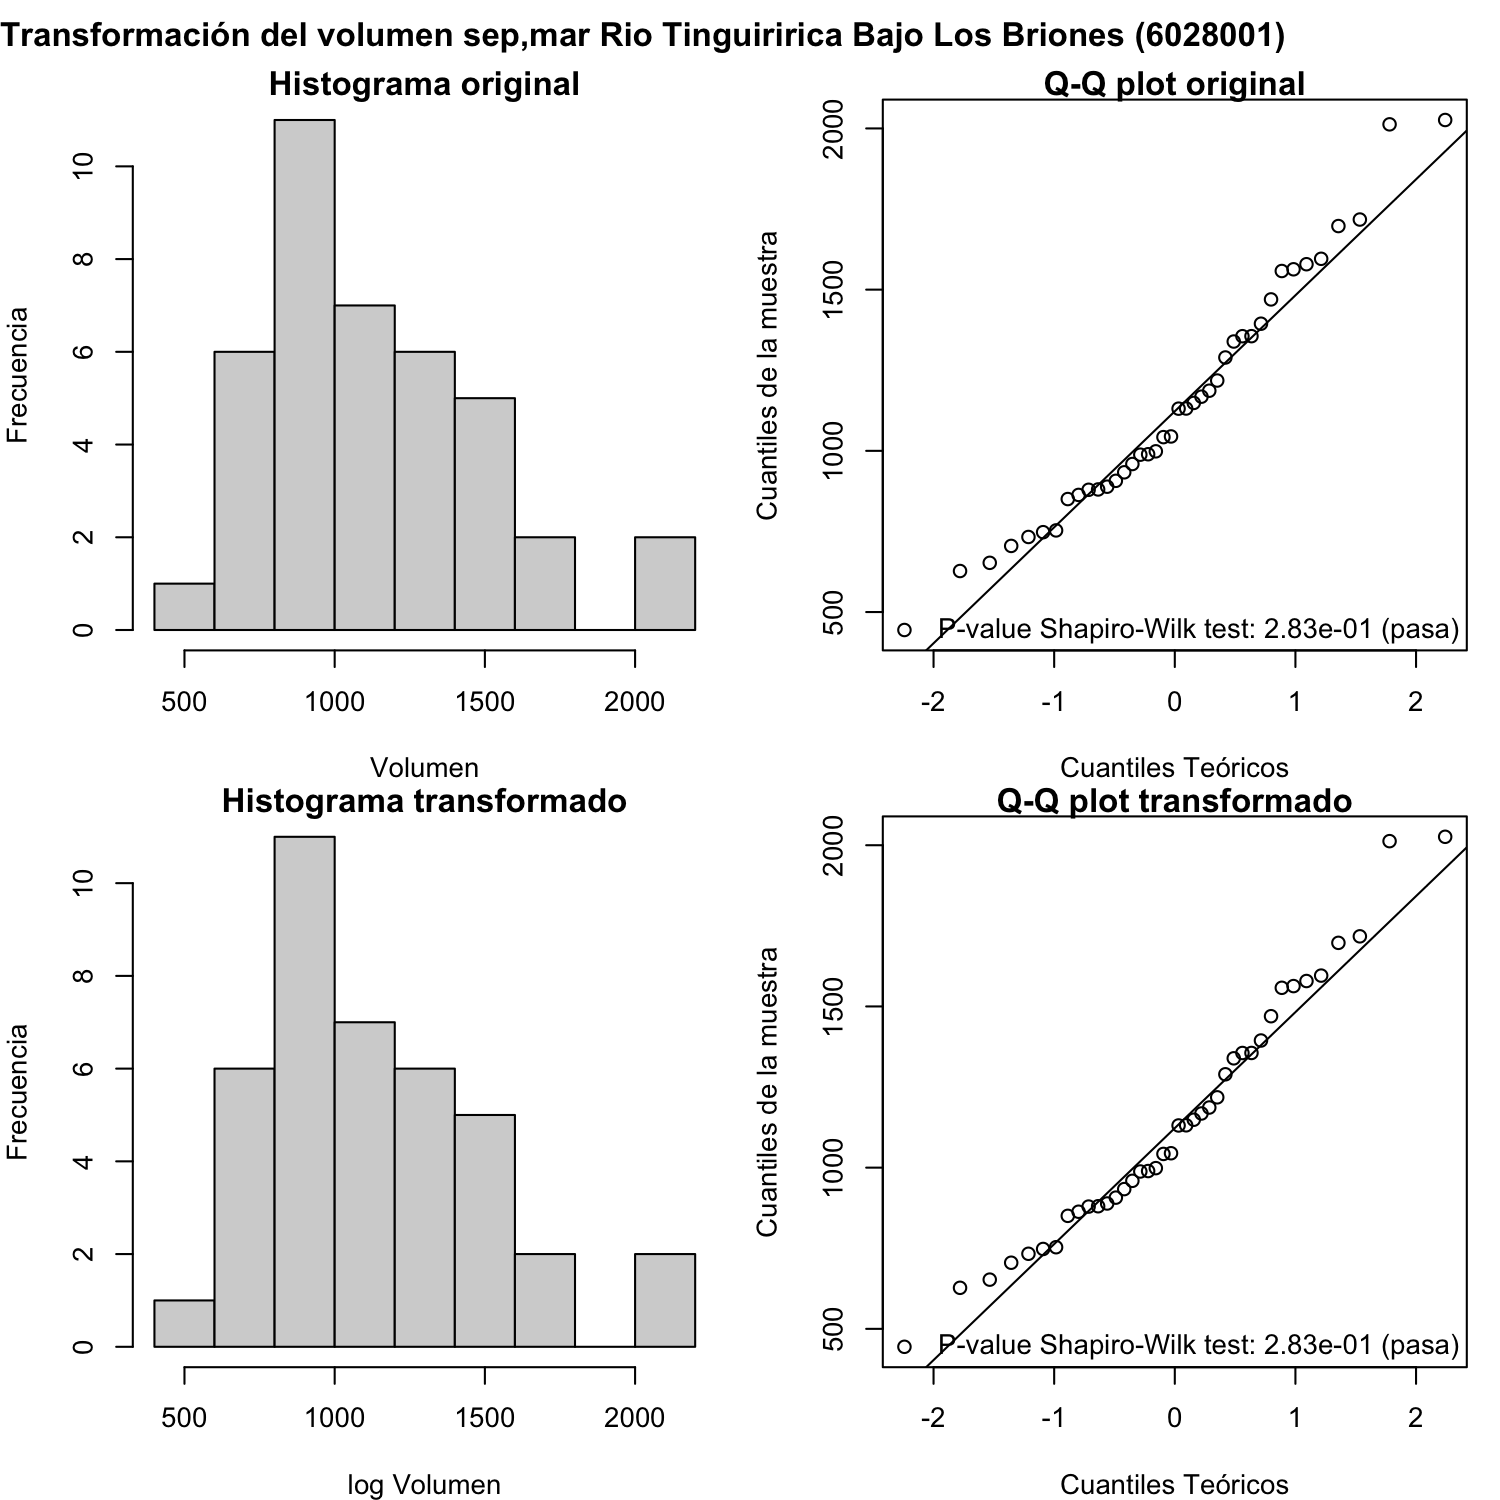 Transformación del volumen sep,mar Rio Tinguiririca Bajo Los Briones (6028001)
Histograma original
Frecuencia
0 2 4 6 8 10
500 1000 1500 2000
Volumen
Q-Q plot original
Cuantiles de la muestra
500 1000 1500 2000
P-value Shapiro-Wilk test: 2.83e-01 (pasa)
-2 -1 0 1 2
Cuantiles Teóricos
Histograma transformado
Frecuencia
0 2 4 6 8 10
500 1000 1500 2000
log Volumen
Q-Q plot transformado
Cuantiles de la muestra
500 1000 1500 2000
P-value Shapiro-Wilk test: 2.83e-01 (pasa)
-2 -1 0 1 2
Cuantiles Teóricos